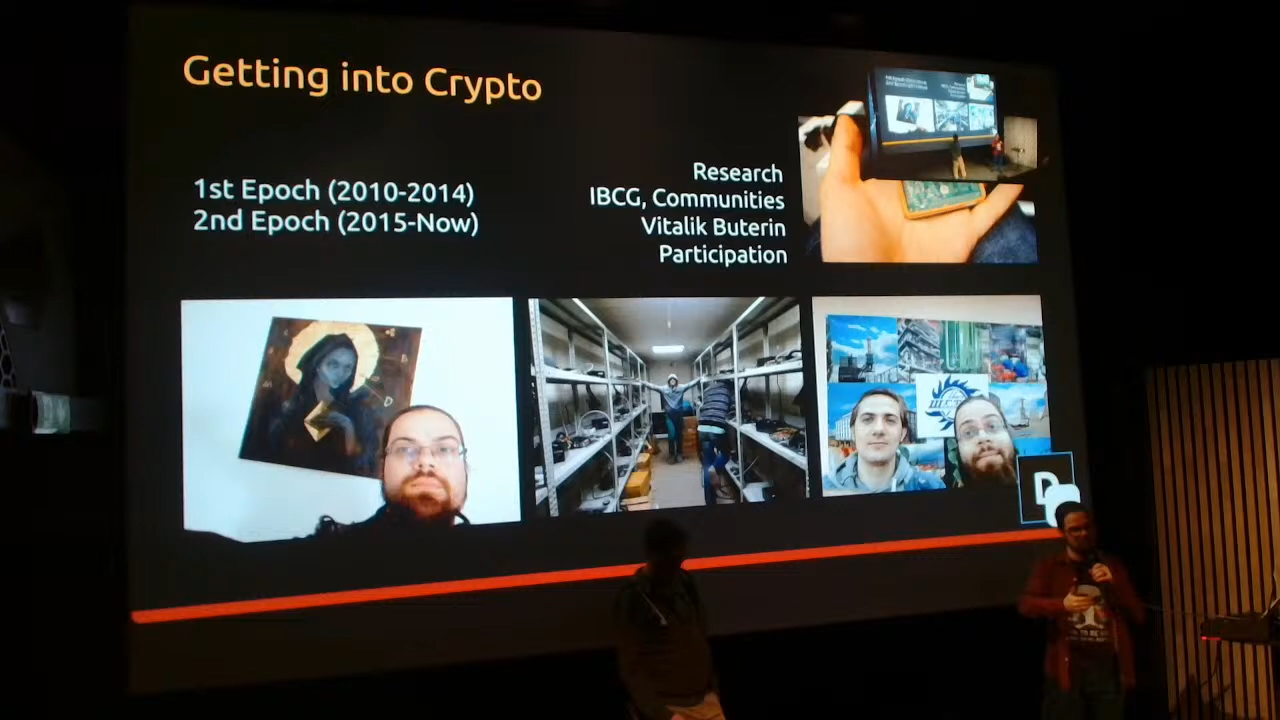 Getting into Crypto
1st Epoch (2010-2014)
2nd Epoch (2015-Now)
Research
IBCG, Communities
Vitalik Buterin
Participation
D